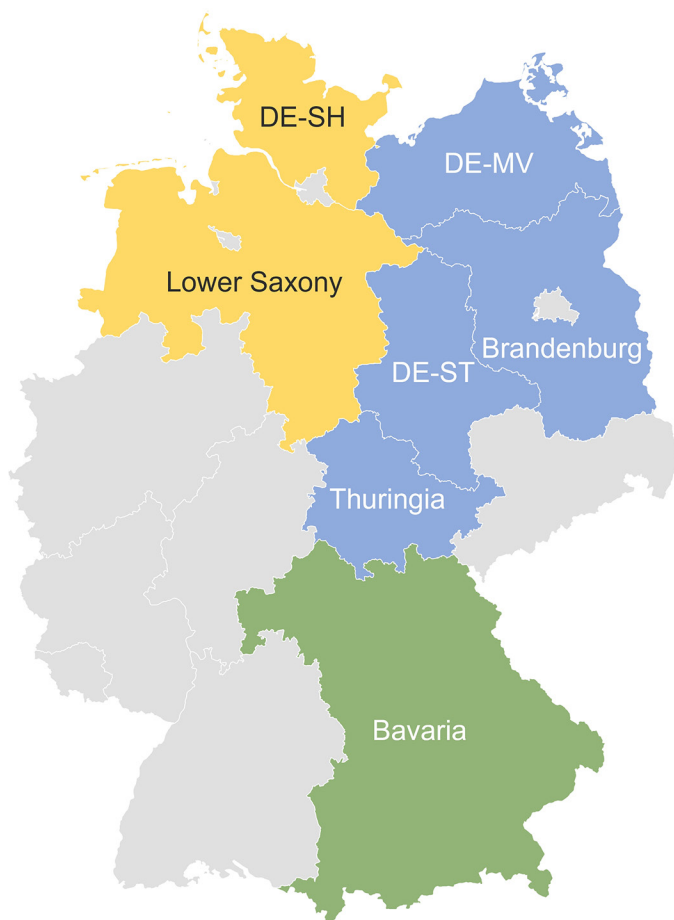 DE-SH
DE-MV
Lower Saxony
Brandenburg
DE-ST
Thuringia
Bavaria